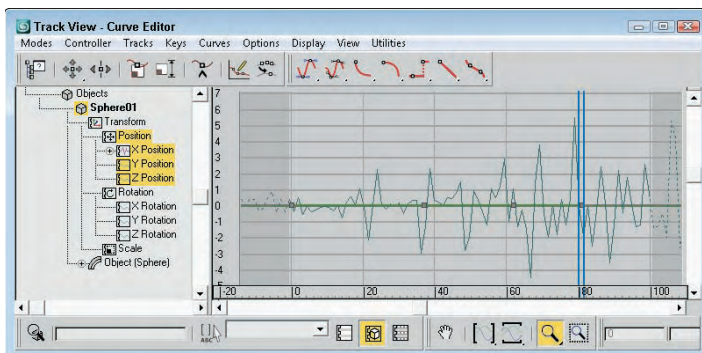 Track View - Curve Editor
Modes Controller Tracks Keys Curves Options Display View Utilities
Objects
Sphere01
Transform
Position
X Position
Y Position
Z Position
Rotation
X Rotation
Y Rotation
Z Rotation
Scale
Object (Sphere)
7
6
5
4
3
2
1
0
-1
-2
-3
-4
-20 0 20 40 60 80 100
ABC
0